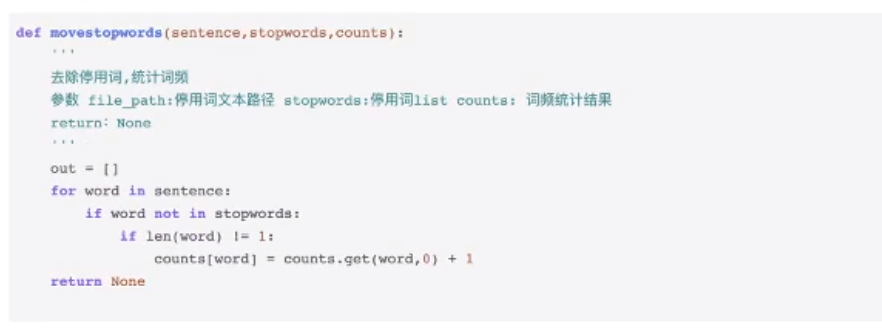 def movestopwords(sentence,stopwords,counts):
    '''
    去除停用词,统计词频
    参数 file_path:停用词文本路径 stopwords:停用词list counts: 词频统计结果
    return：None
    '''
    out = []
    for word in sentence:
        if word not in stopwords:
            if len(word) != 1:
                counts[word] = counts.get(word,0) + 1
    return None